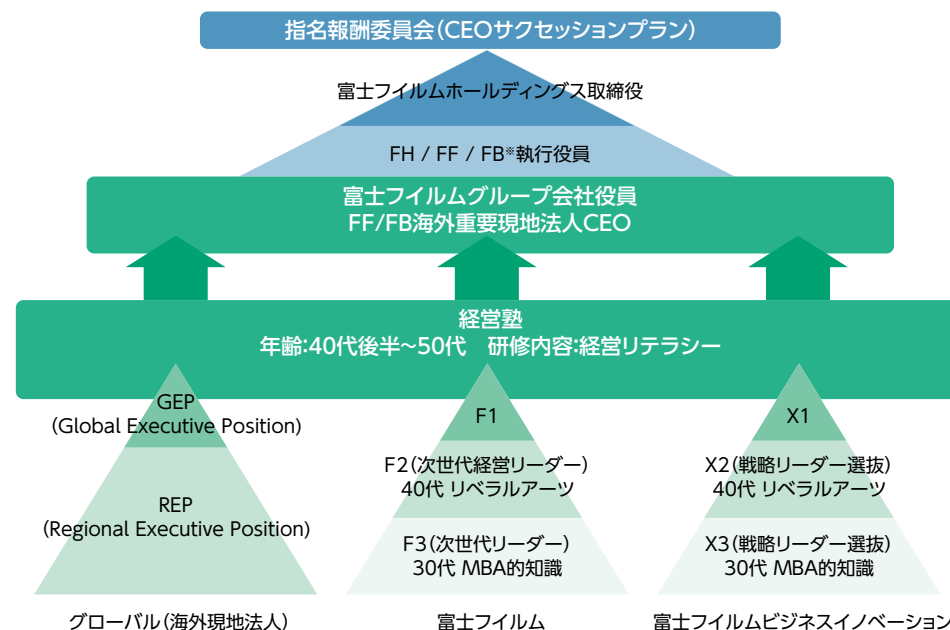 指名報酬委員会（CEOサクセッションプラン）
富士フイルムホールディングス取締役
FH / FF / FB※執行役員
富士フイルムグループ会社役員
FF/FB海外重要現地法人CEO
経営塾
年齢:40代後半～50代　研修内容:経営リテラシー
GEP
(Global Executive Position)
REP
(Regional Executive Position)
グローバル（海外現地法人）
F1
F2（次世代経営リーダー）
40代 リベラルアーツ
F3（次世代リーダー）
30代 MBA的知識
富士フイルム
X1
X2（戦略リーダー選抜）
40代 リベラルアーツ
X3（戦略リーダー選抜）
30代 MBA的知識
富士フイルムビジネスイノベーション